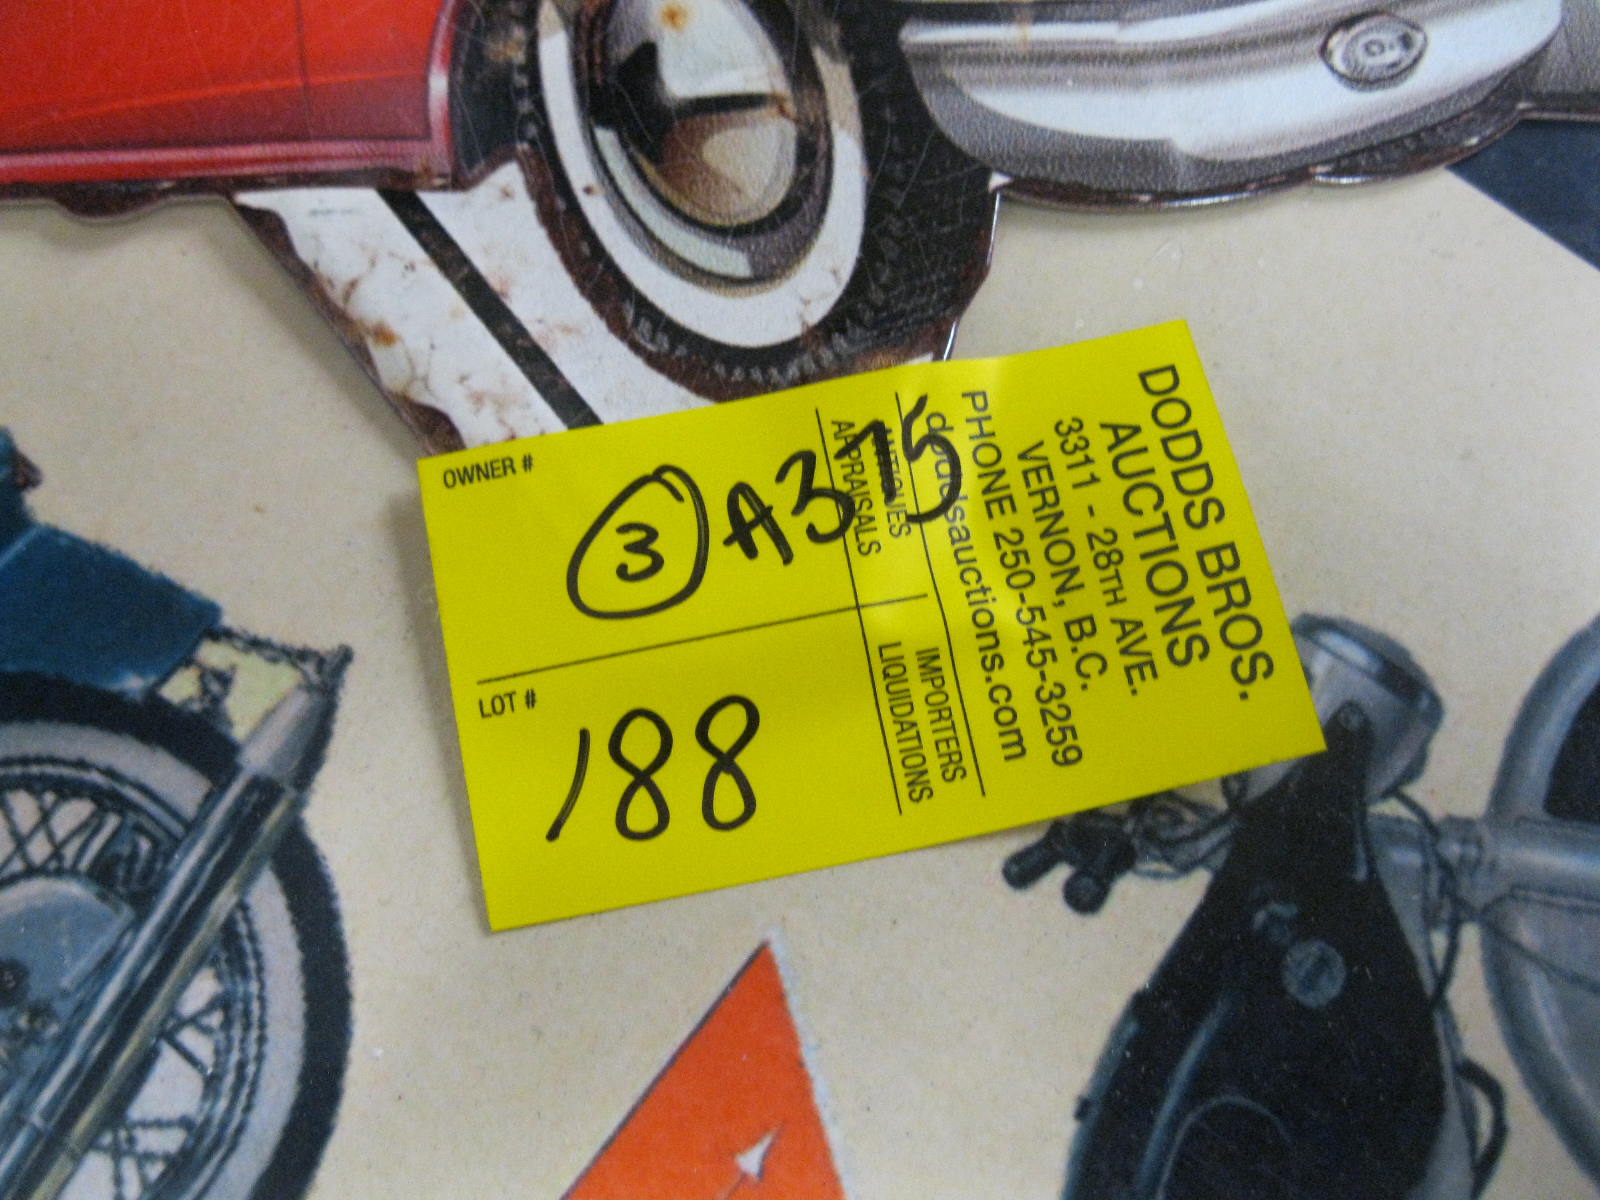 OWNER #
3 A375
LOT #
188
DODDS BROS.
AUCTIONS
3311 - 28TH AVE.
VERNON, B.C.
PHONE 250-545-3259
doddsauctions.com
ANTIQUES IMPORTERS
APPRAISALS LIQUIDATIONS